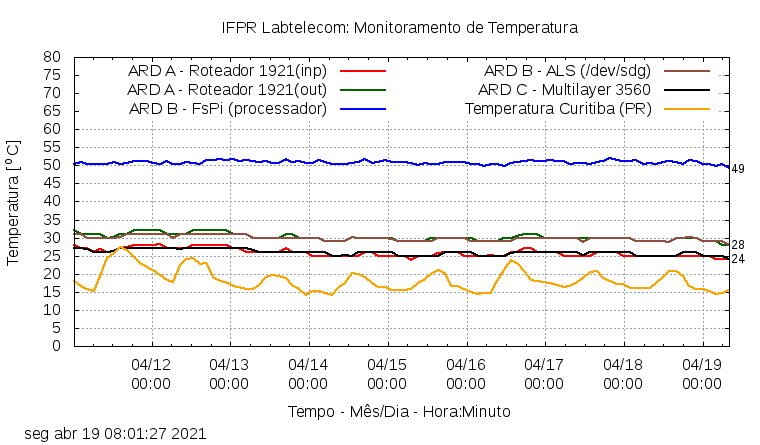 IFPR Labtelecom: Monitoramento de Temperatura
80
75
70
65
60
55
50
45
40
35
30
25
20
15
10
5
0
Temperatura [ºC]
ARD A - Roteador 1921(inp)
ARD A - Roteador 1921(out)
ARD B - FsPi (processador)
ARD B - ALS (/dev/sdg)
ARD C - Multilayer 3560
Temperatura Curitiba (PR)
49
28
24
04/12 04/13 04/14 04/15 04/16 04/17 04/18 04/19
00:00 00:00 00:00 00:00 00:00 00:00 00:00 00:00
Tempo - Mês/Dia - Hora:Minuto
seg abr 19 08:01:27 2021